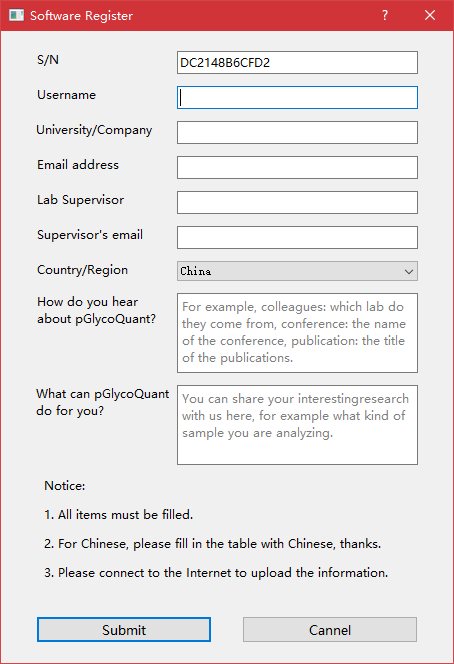 Software Register
?
S/N
DC2148B6CFD2
Username
University/Company
Email address
Lab Supervisor
Supervisor's email
Country/Region
China
How do you hear
about pGlycoQuant?
For example, colleagues: which lab do
they come from, conference: the name
of the conference, publication: the title
of the publications.
What can pGlycoQuant
do for you?
You can share your interestingresearch
with us here, for example what kind of
sample you are analyzing.
Notice:
1. All items must be filled.
2. For Chinese, please fill in the table with Chinese, thanks.
3. Please connect to the Internet to upload the information.
Submit
Cannel